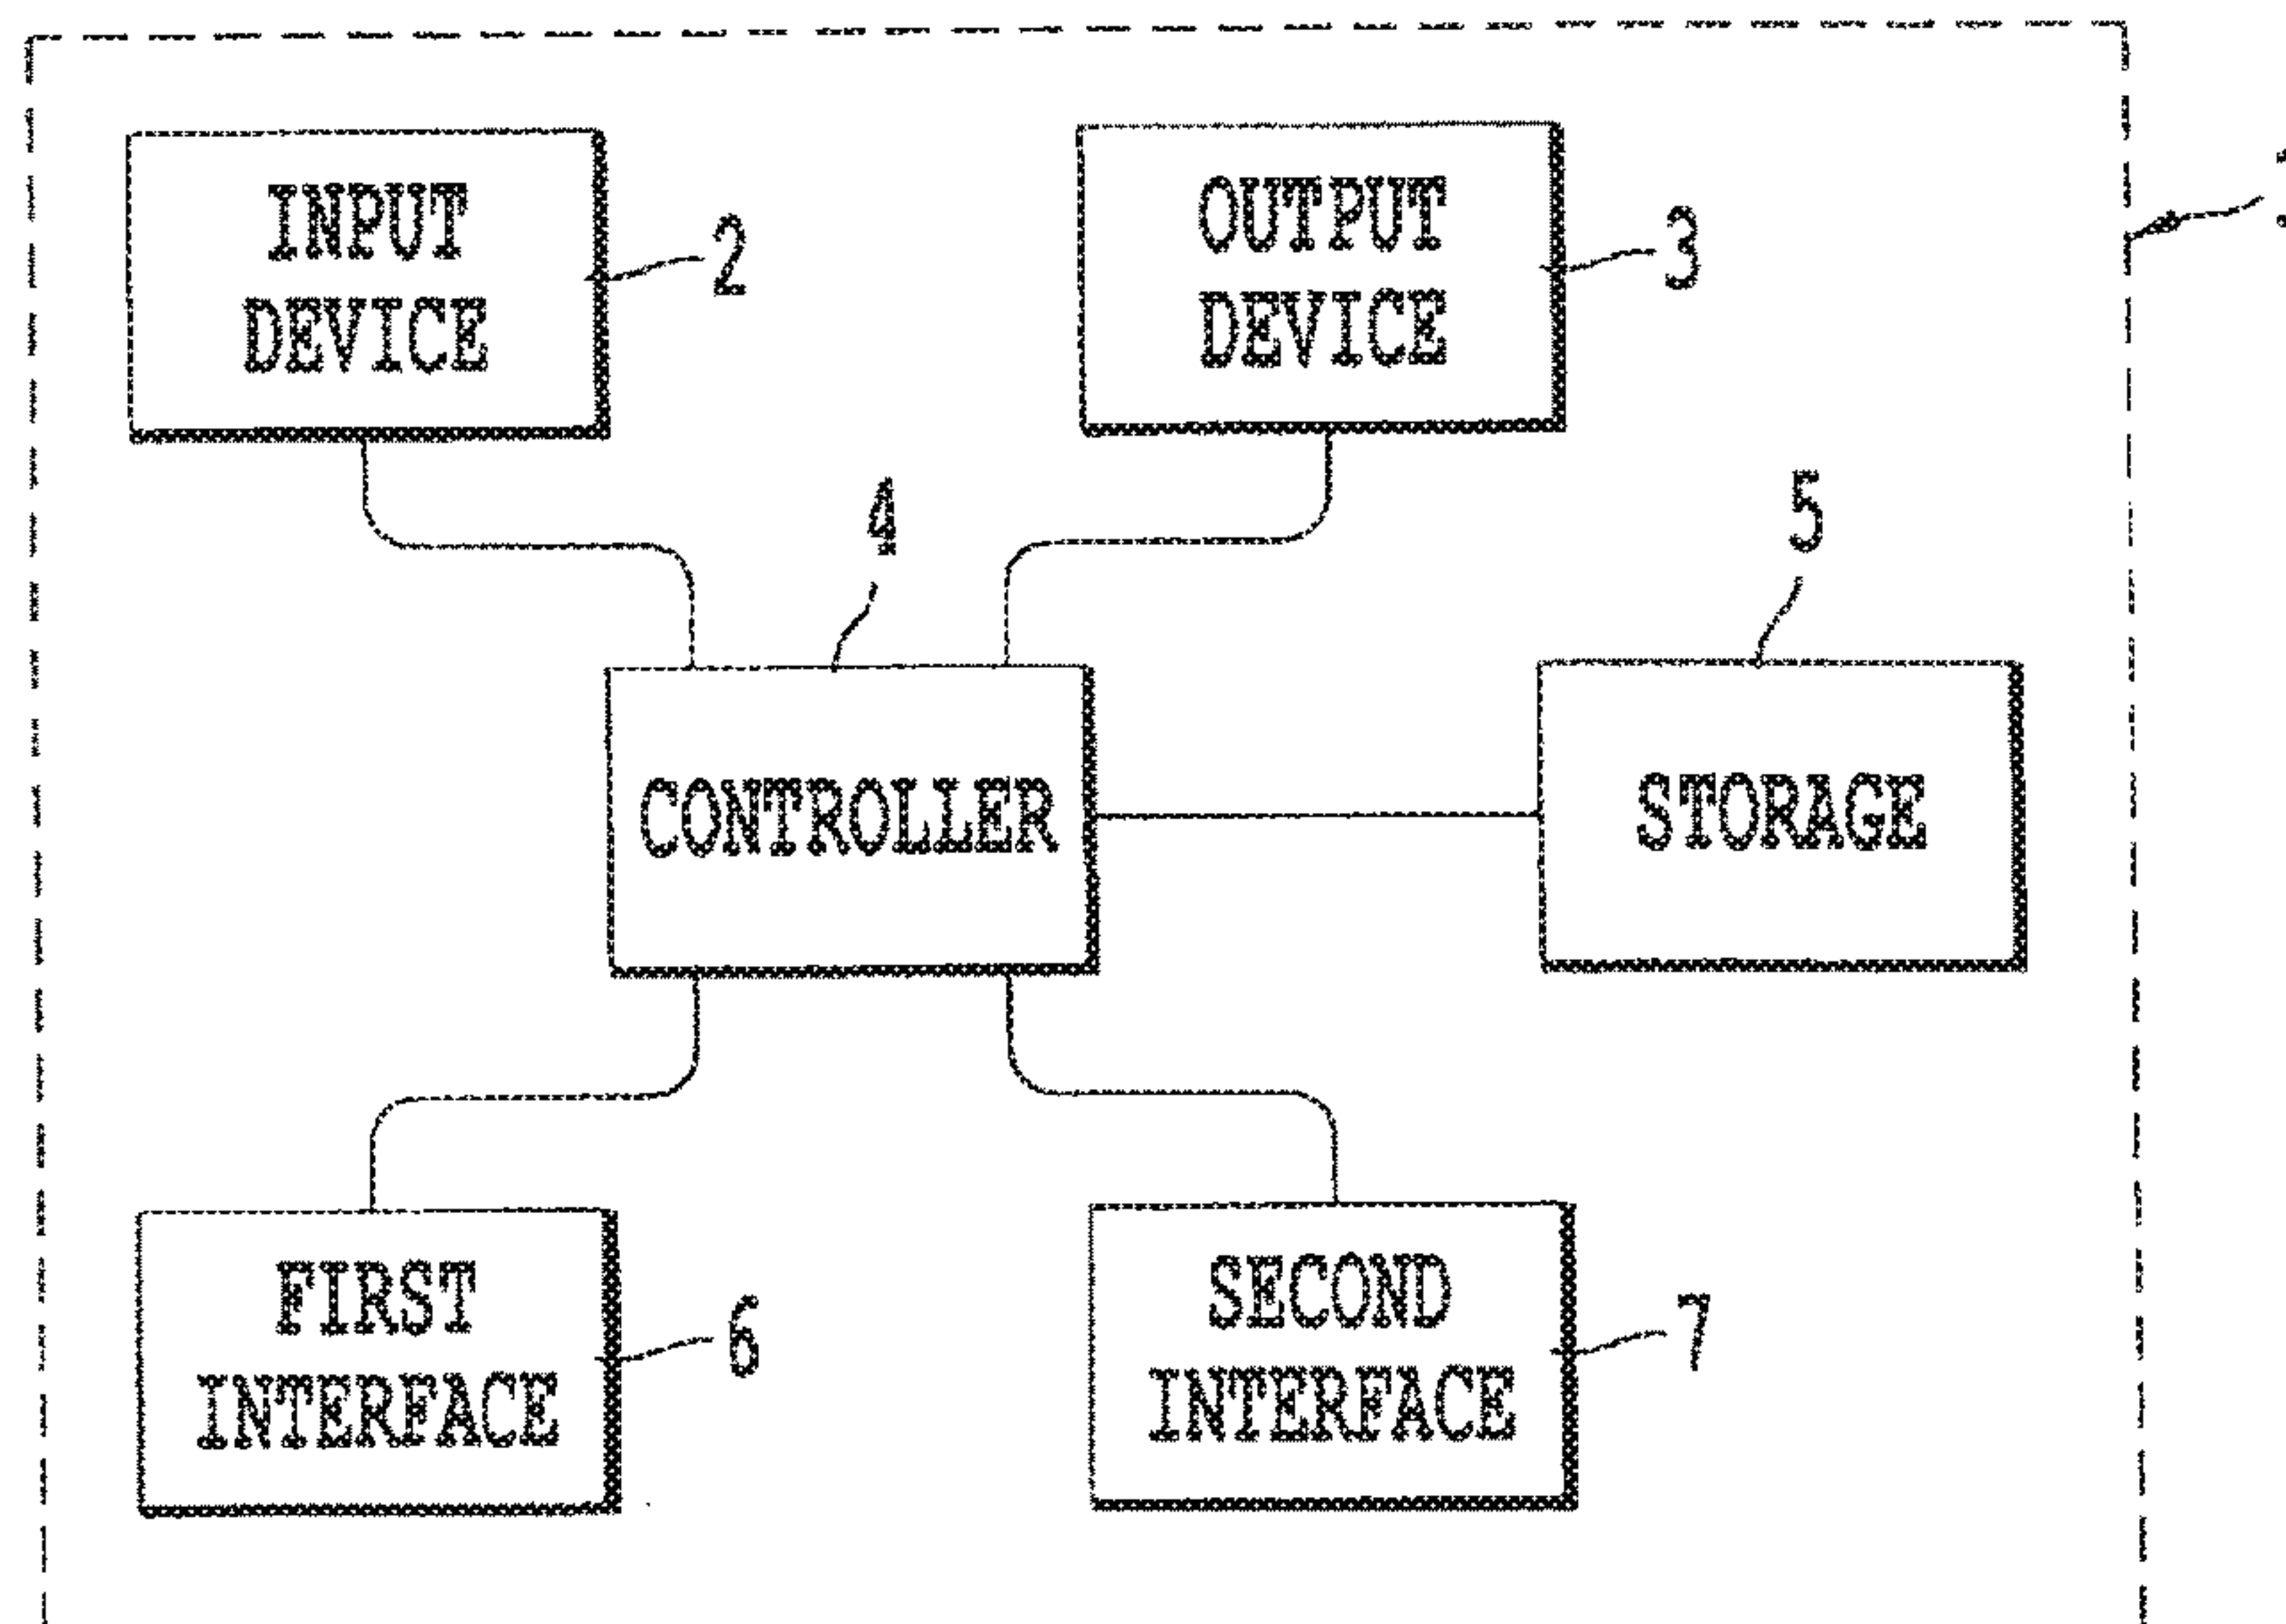 INPUT
DEVICE
2
OUTPUT
DEVICE
3
4
5
CONTROLLER
STORAGE
FIRST
INTERFACE
6
SECOND
INTERFACE
7